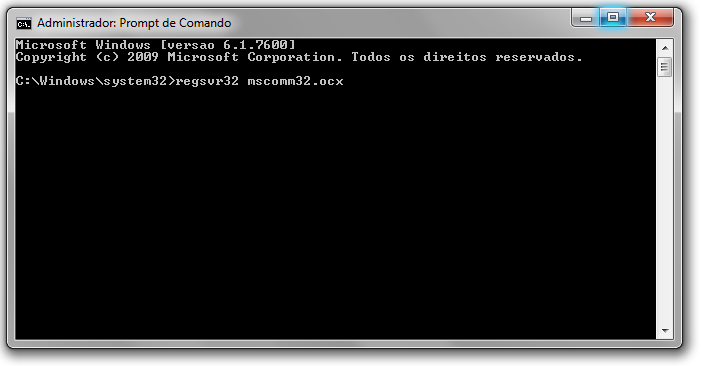 Administrador: Prompt de Comando
Microsoft Windows [versao 6.1.7600]
Copyright (c) 2009 Microsoft Corporation. Todos os direitos reservados.
C:\Windows\system32>regsvr32 mscomm32.ocx